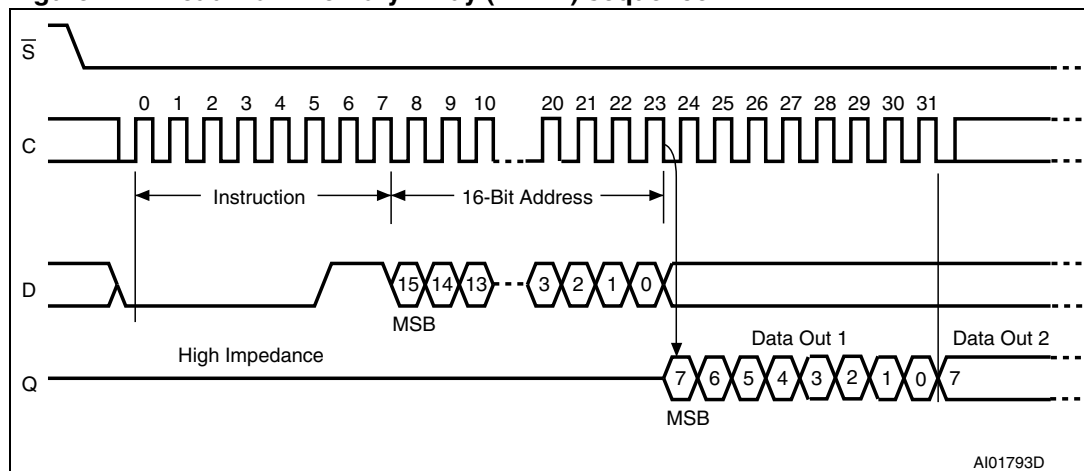 S
0 1 2 3 4 5 6 7 8 9 10 20 21 22 23 24 25 26 27 28 29 30 31
C
Instruction 16-Bit Address
D 15 14 13 3 2 1 0
MSB
High Impedance Data Out 1 Data Out 2
Q 7 6 5 4 3 2 1 0 7
MSB
AI01793D